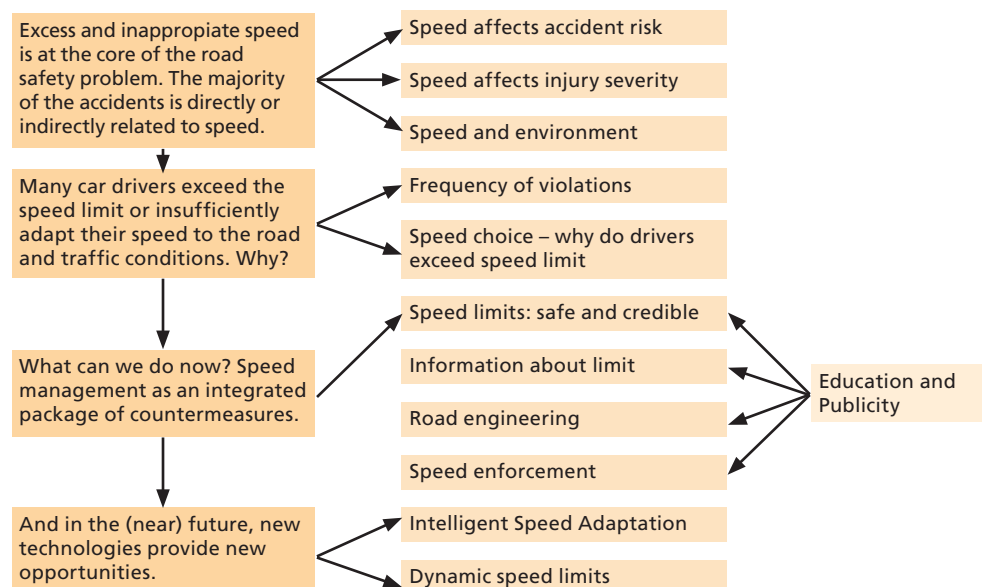 Excess and inappropiate speed
is at the core of the road
safety problem. The majority
of the accidents is directly or
indirectly related to speed.
Speed affects accident risk
Speed affects injury severity
Speed and environment
Many car drivers exceed the
speed limit or insufficiently
adapt their speed to the road
and traffic conditions. Why?
Frequency of violations
Speed choice – why do drivers
exceed speed limit
What can we do now? Speed
management as an integrated
package of countermeasures.
Speed limits: safe and credible
Information about limit
Road engineering
Speed enforcement
Education and
Publicity
And in the (near) future, new
technologies provide new
opportunities.
Intelligent Speed Adaptation
Dynamic speed limits